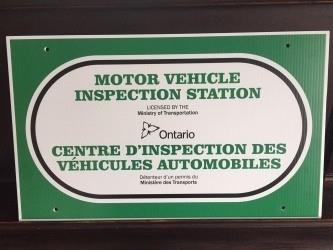 MOTOR VEHICLE
INSPECTION STATION
LICENSED BY THE
Ministry of Transportation
Ontario
CENTRE D'INSPECTION DES
VÉHICULES AUTOMOBILES
Détenteur d'un permis du
Ministère des Transports